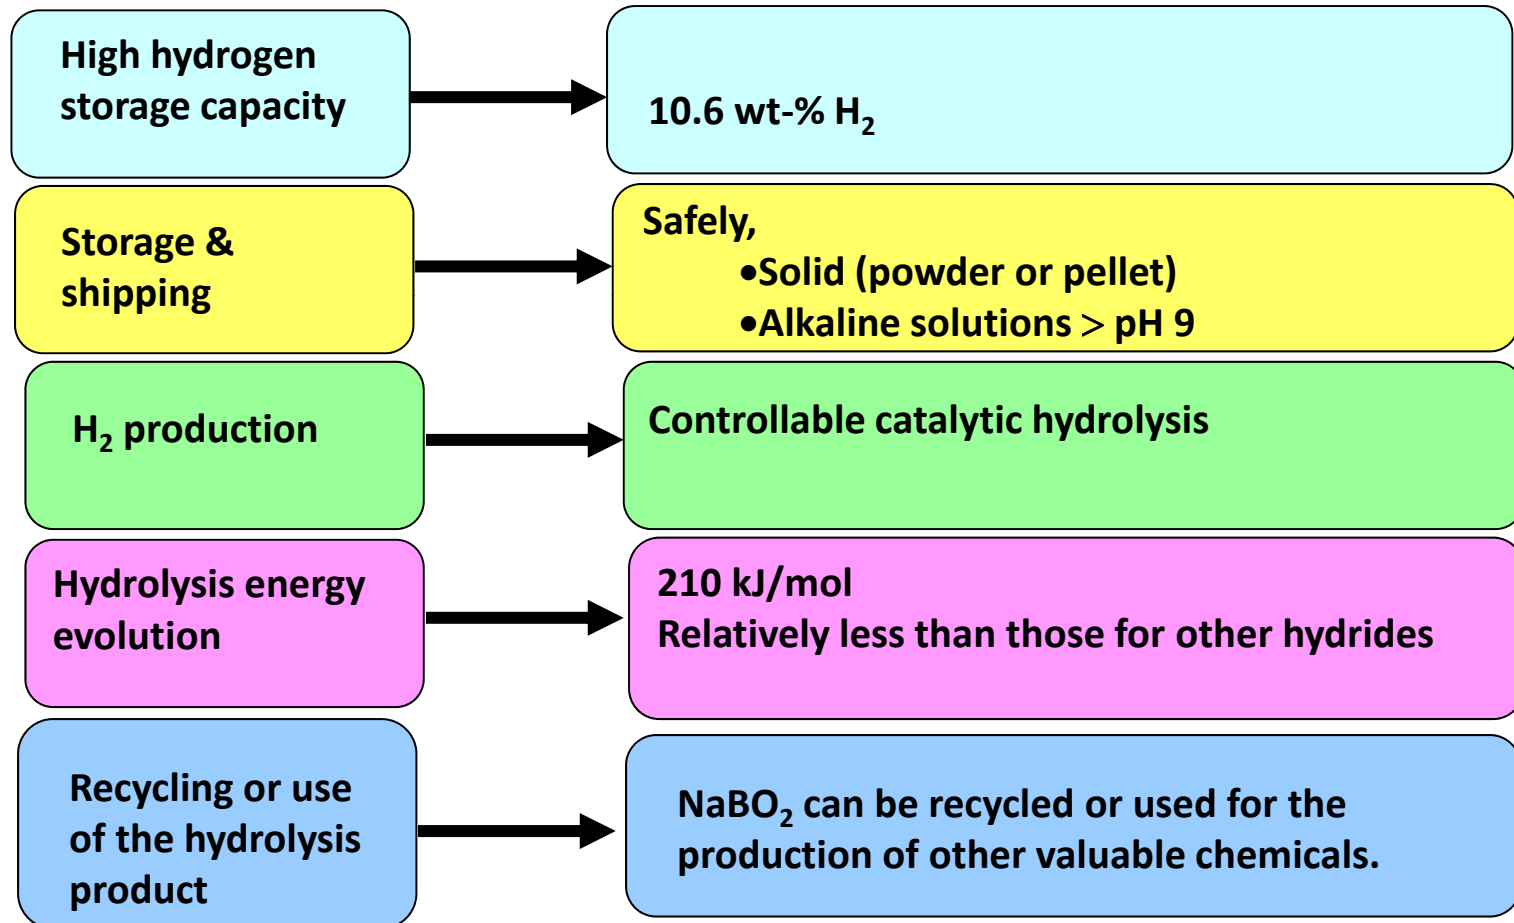 High hydrogen
storage capacity
10.6 wt-% H₂
Storage &
shipping
Safely,
•Solid (powder or pellet)
•Alkaline solutions > pH 9
H₂ production
Controllable catalytic hydrolysis
Hydrolysis energy
evolution
210 kJ/mol
Relatively less than those for other hydrides
Recycling or use
of the hydrolysis
product
NaBO₂ can be recycled or used for the
production of other valuable chemicals.